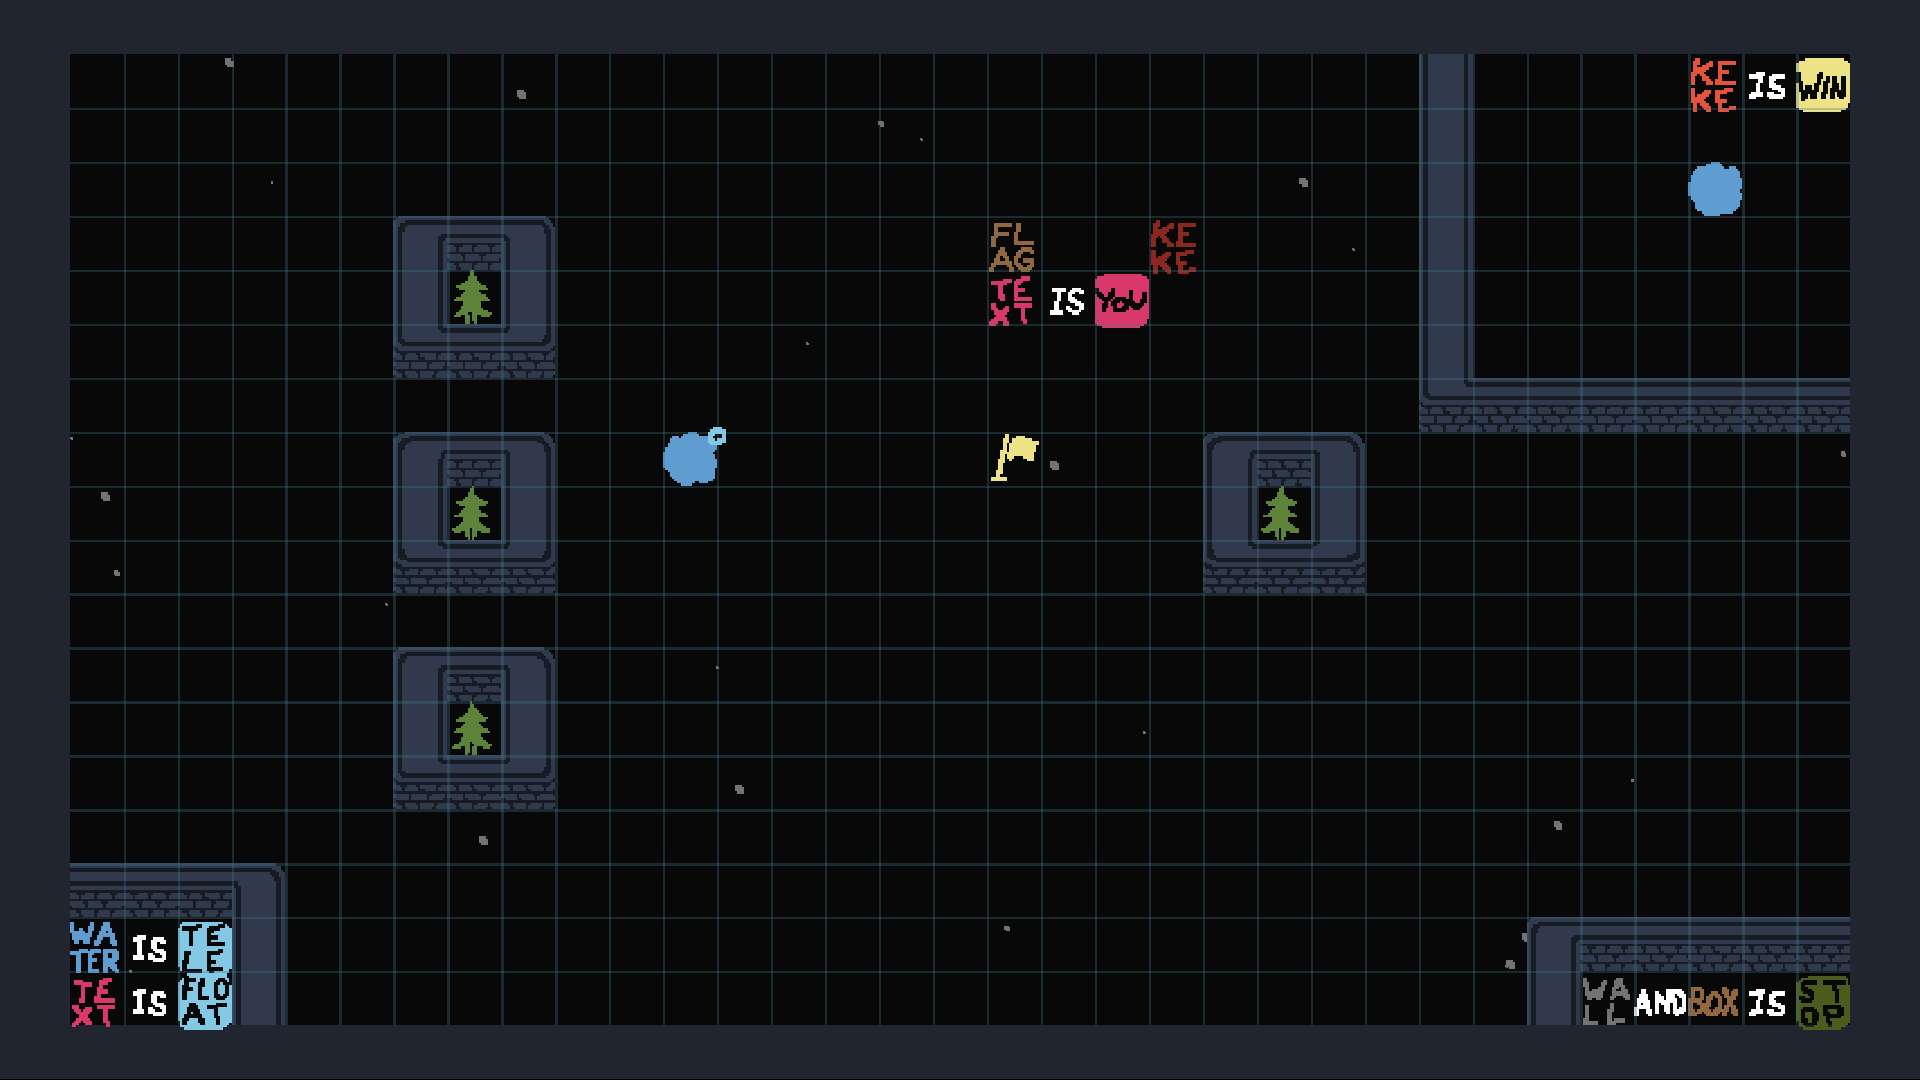 KEKE IS WIN
FLAG KEKE
TEXT IS YOU
WATER IS TELE
TEXT IS FLOAT
WALL AND BOX IS STOP